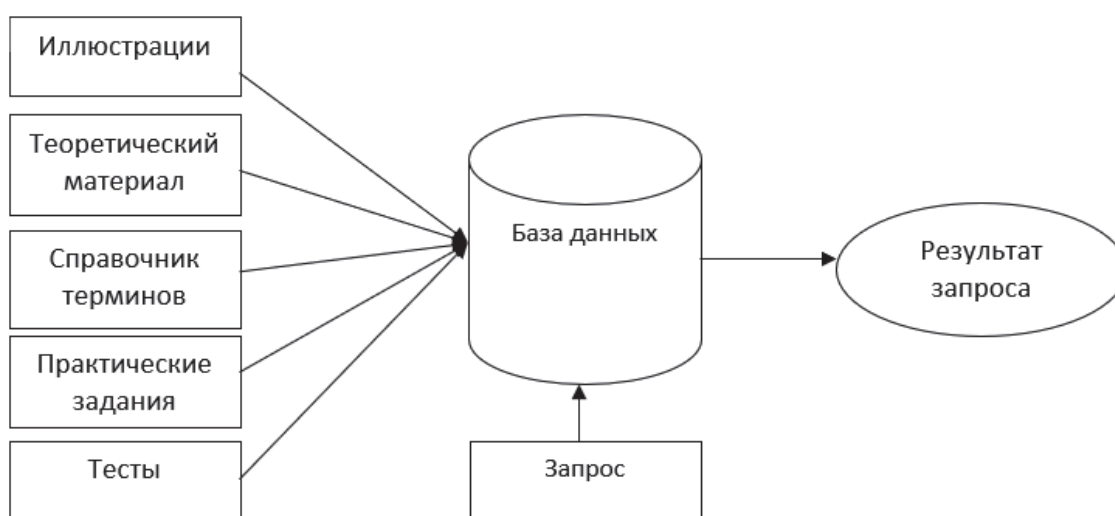 Иллюстрации
Теоретический
материал
Справочник
терминов
Практические
задания
Тесты
База данных
Запрос
Результат
запроса